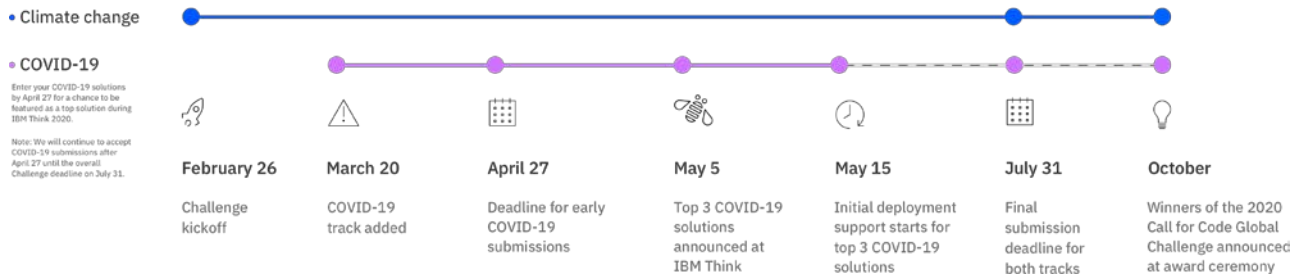 Climate change
COVID-19
Enter your COVID-19 solutions
by April 27 for a chance to be
featured as a top solution during
IBM Think 2020.
Note: We will continue to accept
COVID-19 submissions after
April 27 until the overall
Challenge deadline on July 31.
February 26
Challenge
kickoff
March 20
COVID-19
track added
April 27
Deadline for early
COVID-19
submissions
May 5
Top 3 COVID-19
solutions
announced at
IBM Think
May 15
Initial deployment
support starts for
top 3 COVID-19
solutions
July 31
Final
submission
deadline for
both tracks
October
Winners of the 2020
Call for Code Global
Challenge announced
at award ceremony